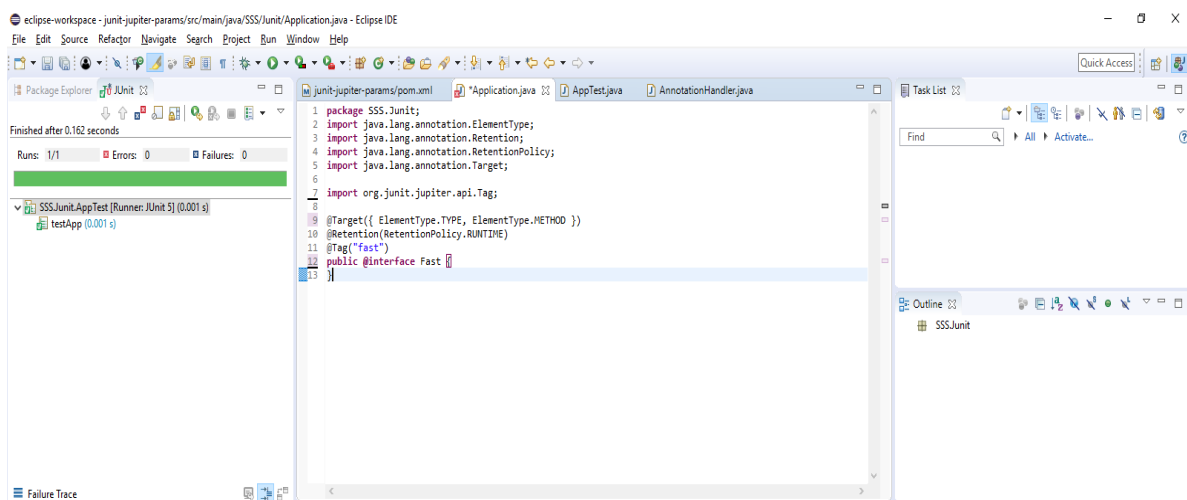 eclipse-workspace - junit-jupiter-params/src/main/java/SSS/Junit/Application.java - Eclipse IDE
File Edit Source Refactor Navigate Search Project Run Window Help
Quick Access
Package Explorer JUnit
Finished after 0.162 seconds
Runs: 1/1 Errors: 0 Failures: 0
SSS.Junit.AppTest [Runner: JUnit 5] (0.001 s)
testApp (0.001 s)
Failure Trace
junit-jupiter-params/pom.xml *Application.java AppTest.java AnnotationHandler.java
1 package SSS.Junit;
2 import java.lang.annotation.ElementType;
3 import java.lang.annotation.Retention;
4 import java.lang.annotation.RetentionPolicy;
5 import java.lang.annotation.Target;
6
7 import org.junit.jupiter.api.Tag;
8
9 @Target({ ElementType.TYPE, ElementType.METHOD })
10 @Retention(RetentionPolicy.RUNTIME)
11 @Tag("fast")
12 public @interface Fast {
13 }
Task List
Find All Activate...
Outline
SSS.Junit